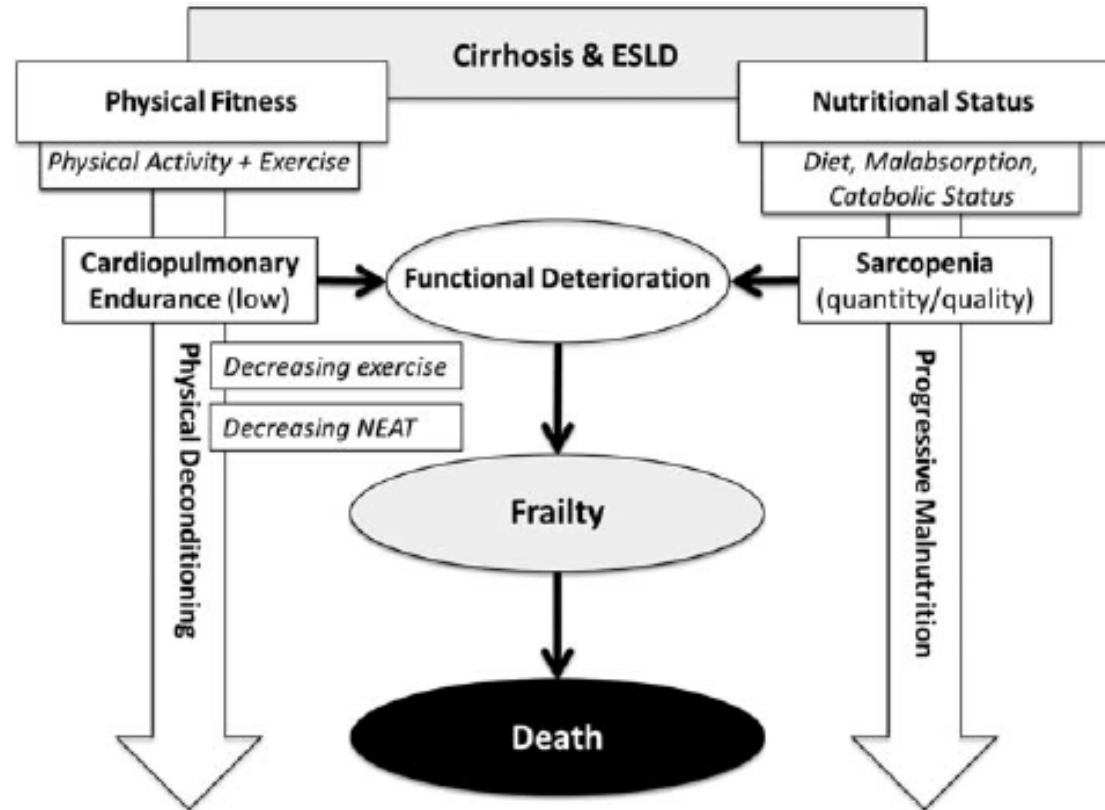 Cirrhosis & ESLD
Physical Fitness
Physical Activity + Exercise
Nutritional Status
Diet, Malabsorption,
Catabolic Status
Cardiopulmonary
Endurance (low)
Functional Deterioration
Sarcopenia
(quantity/quality)
Physical Deconditioning
Decreasing exercise
Decreasing NEAT
Progressive Malnutrition
Frailty
Death